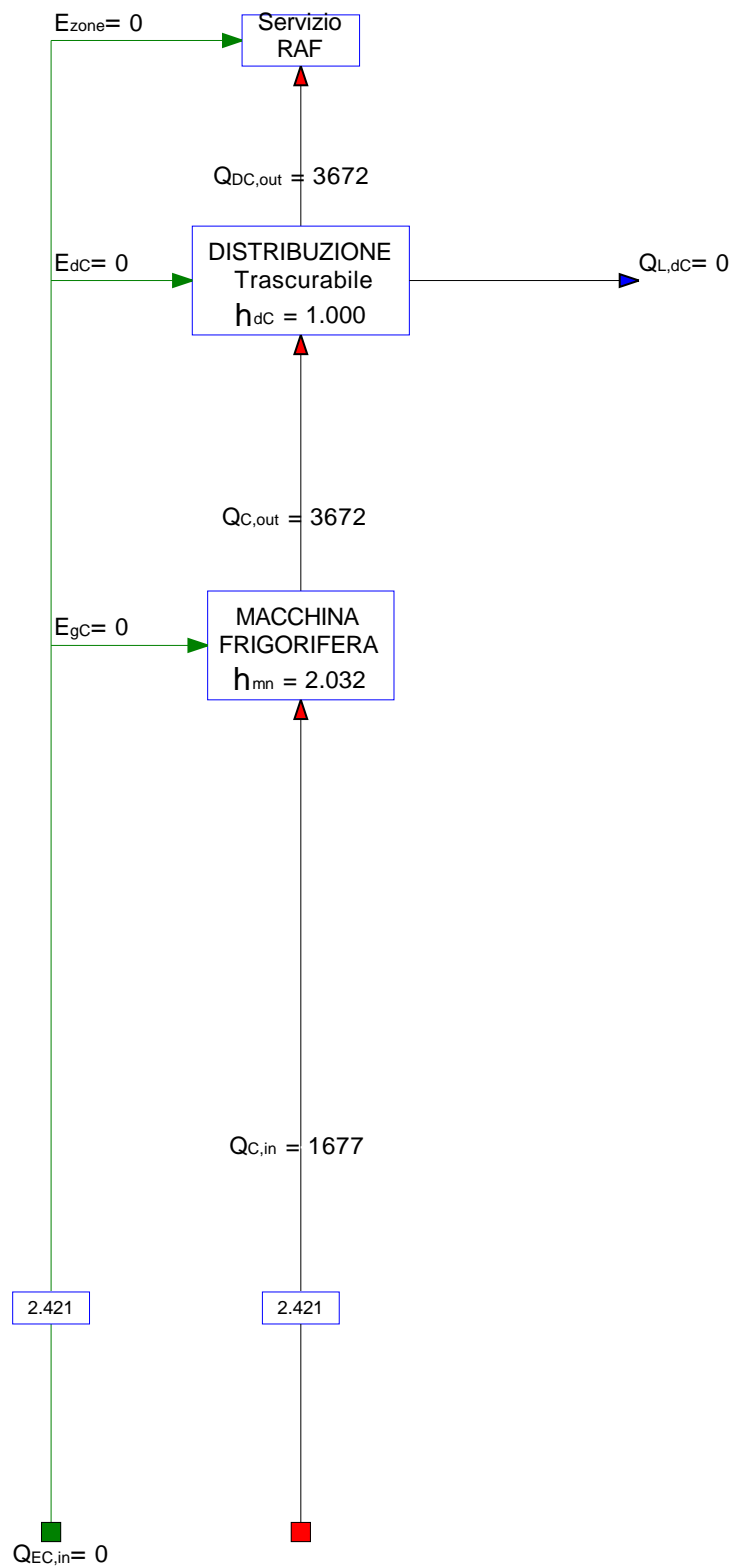 Ezone= 0
Servizio
RAF
QDC,out = 3672
DISTRIBUZIONE
Trascurabile
hdC = 1.000
EdC= 0
QL,dC= 0
QC,out = 3672
EgC= 0
MACCHINA
FRIGORIFERA
hmn = 2.032
QC,in = 1677
2.421
2.421
QEC,in= 0